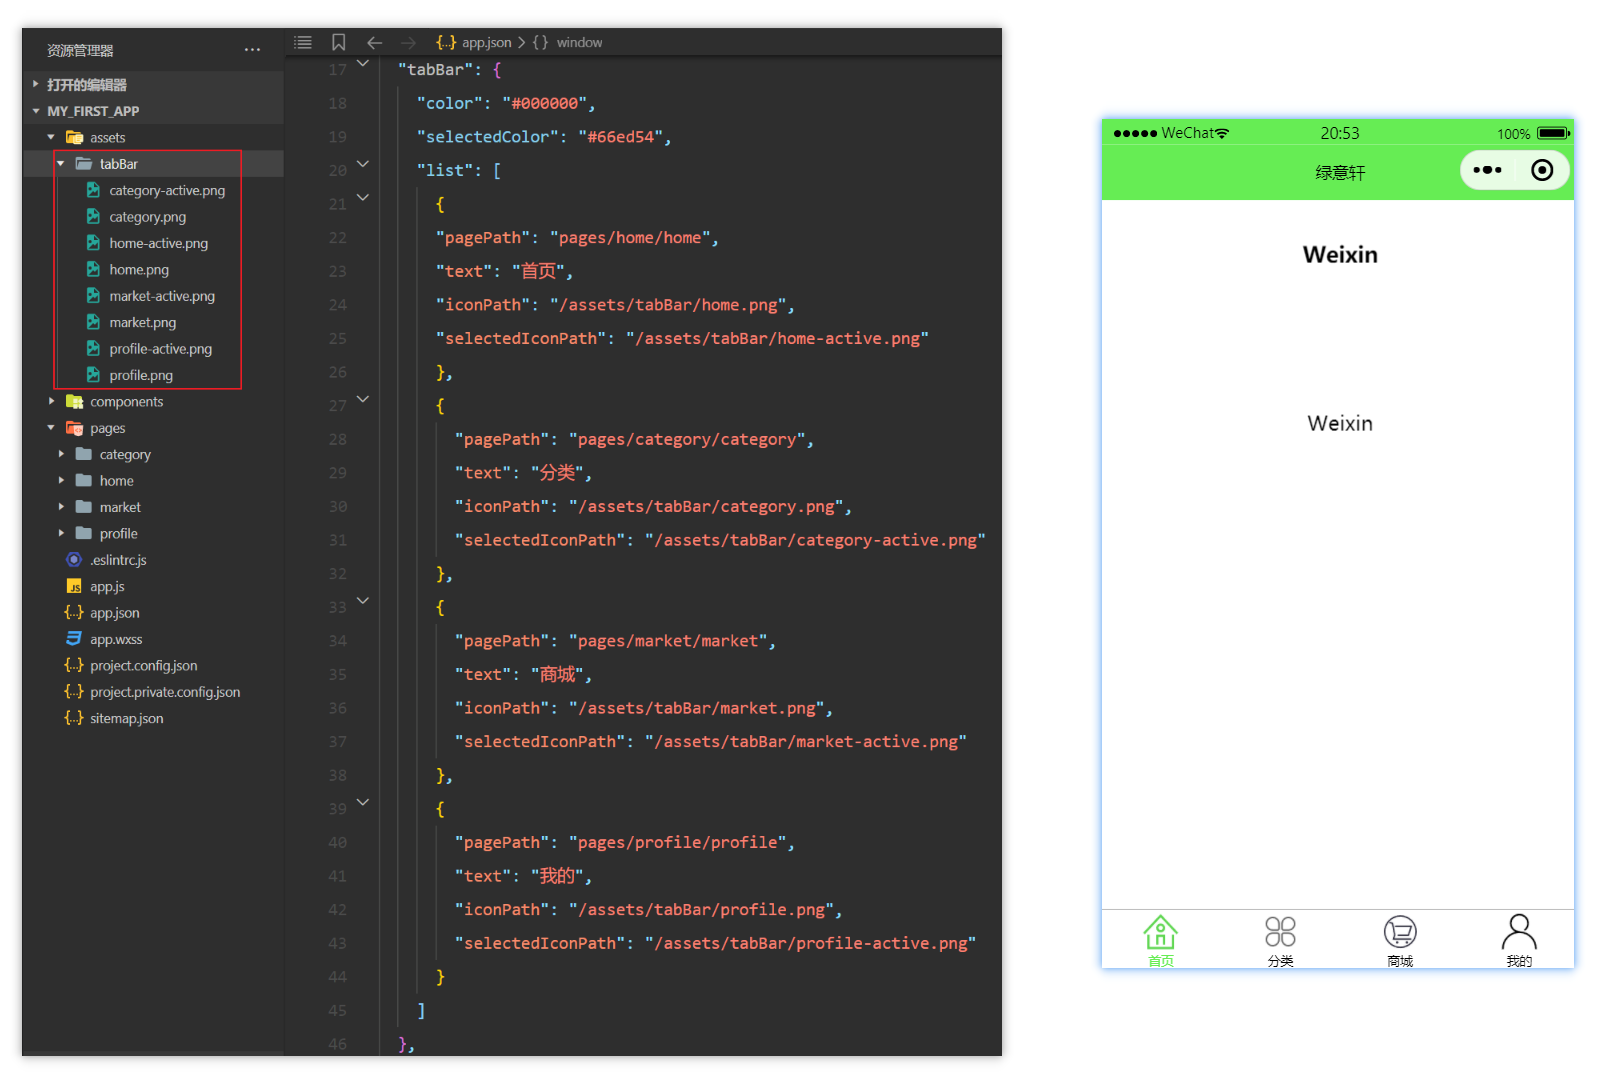 资源管理器
打开的编辑器
MY_FIRST_APP
assets
tabBar
category-active.png
category.png
home-active.png
home.png
market-active.png
market.png
profile-active.png
profile.png
components
pages
category
home
market
profile
.eslintrc.js
app.js
app.json
app.wxss
project.config.json
project.private.config.json
sitemap.json
{..} app.json > {} window
17 "tabBar": {
18 "color": "#000000",
19 "selectedColor": "#66ed54",
20 "list": [
21 {
22 "pagePath": "pages/home/home",
23 "text": "首页",
24 "iconPath": "/assets/tabBar/home.png",
25 "selectedIconPath": "/assets/tabBar/home-active.png"
26 },
27 {
28 "pagePath": "pages/category/category",
29 "text": "分类",
30 "iconPath": "/assets/tabBar/category.png",
31 "selectedIconPath": "/assets/tabBar/category-active.png"
32 },
33 {
34 "pagePath": "pages/market/market",
35 "text": "商城",
36 "iconPath": "/assets/tabBar/market.png",
37 "selectedIconPath": "/assets/tabBar/market-active.png"
38 },
39 {
40 "pagePath": "pages/profile/profile",
41 "text": "我的",
42 "iconPath": "/assets/tabBar/profile.png",
43 "selectedIconPath": "/assets/tabBar/profile-active.png"
44 }
45 ]
46 },
WeChat 20:53 100%
绿意轩
Weixin
Weixin
首页 分类 商城 我的